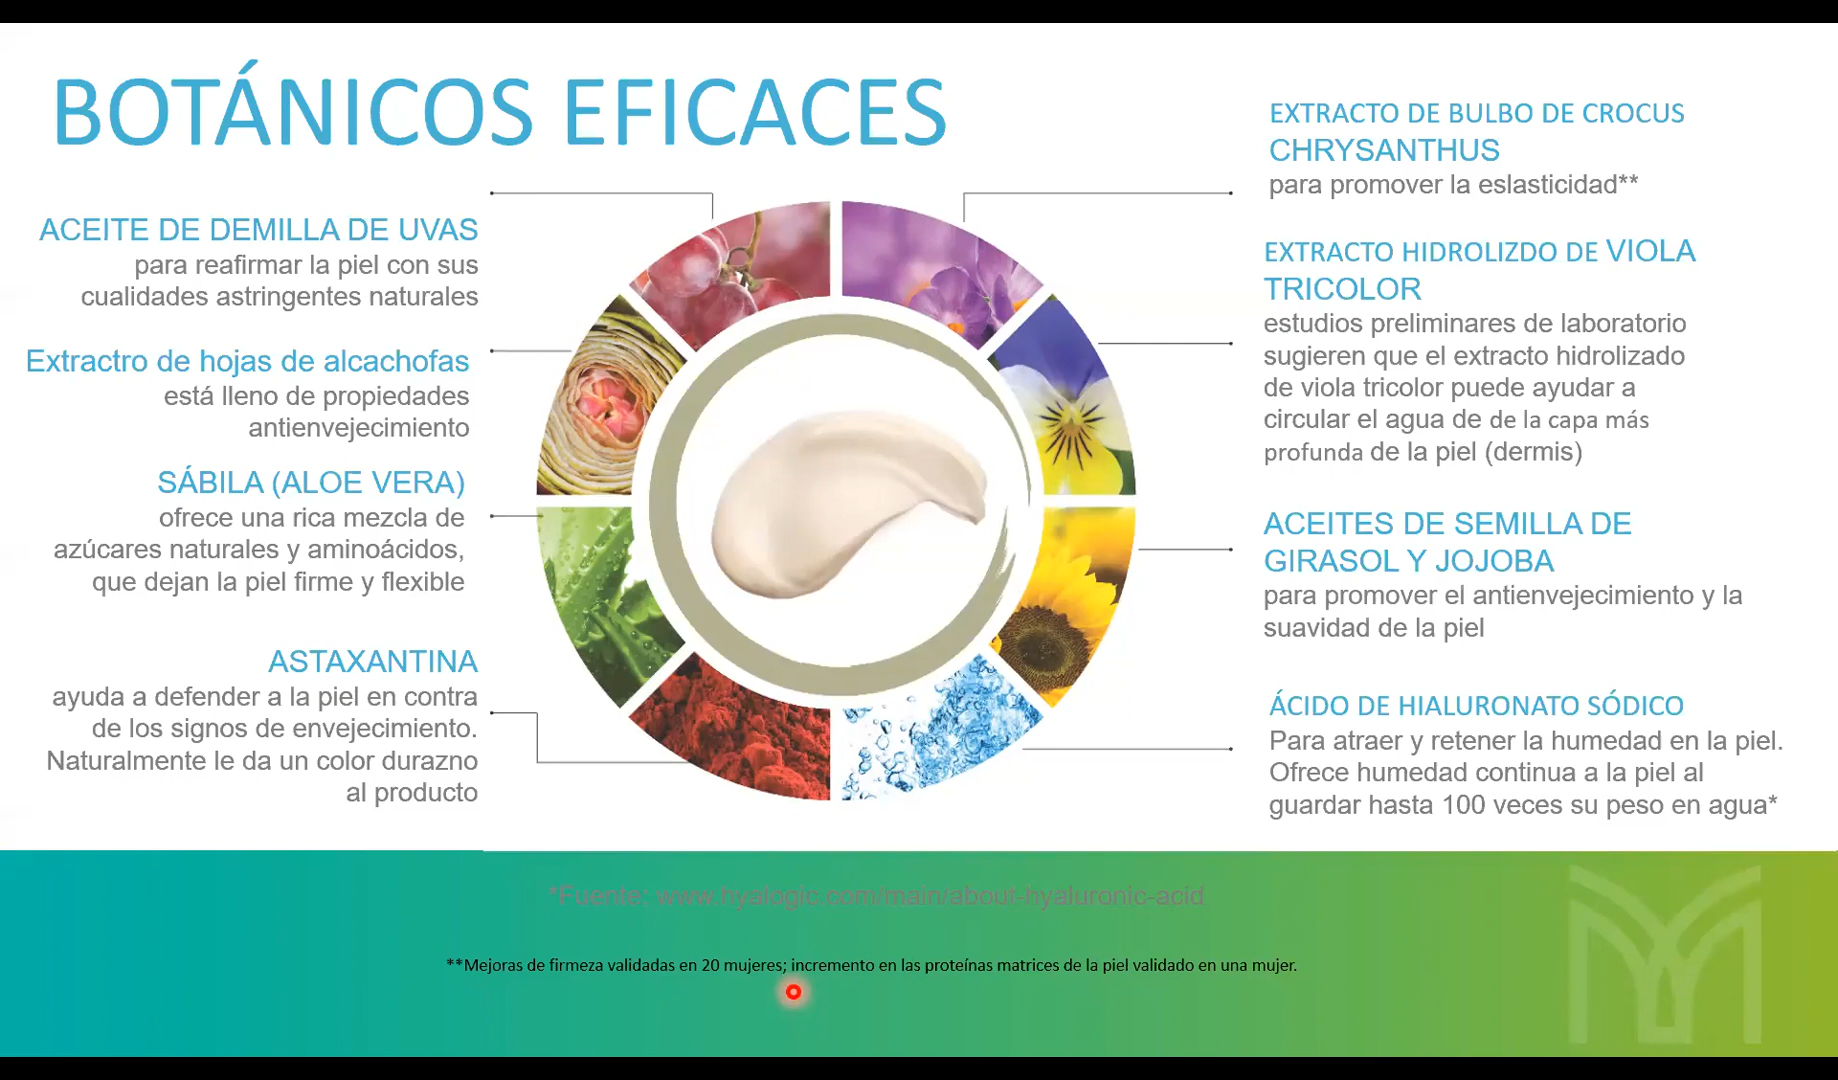 BOTÁNICOS EFICACES
ACEITE DE DEMILLA DE UVAS
para reafirmar la piel con sus
cualidades astringentes naturales
Extractro de hojas de alcachofas
está lleno de propiedades
antienvejecimiento
SÁBILA (ALOE VERA)
ofrece una rica mezcla de
azúcares naturales y aminoácidos,
que dejan la piel firme y flexible
ASTAXANTINA
ayuda a defender a la piel en contra
de los signos de envejecimiento.
Naturalmente le da un color durazno
al producto
EXTRACTO DE BULBO DE CROCUS
CHRYSANTHUS
para promover la eslasticidad**
EXTRACTO HIDROLIZDO DE VIOLA
TRICOLOR
estudios preliminares de laboratorio
sugieren que el extracto hidrolizado
de viola tricolor puede ayudar a
circular el agua de de la capa más
profunda de la piel (dermis)
ACEITES DE SEMILLA DE
GIRASOL Y JOJOBA
para promover el antienvejecimiento y la
suavidad de la piel
ÁCIDO DE HIALURONATO SÓDICO
Para atraer y retener la humedad en la piel.
Ofrece humedad continua a la piel al
guardar hasta 100 veces su peso en agua*
*Fuente: www.hyalogic.com/main/about-hyaluronic-acid
**Mejoras de firmeza validadas en 20 mujeres; incremento en las proteínas matrices de la piel validado en una mujer.